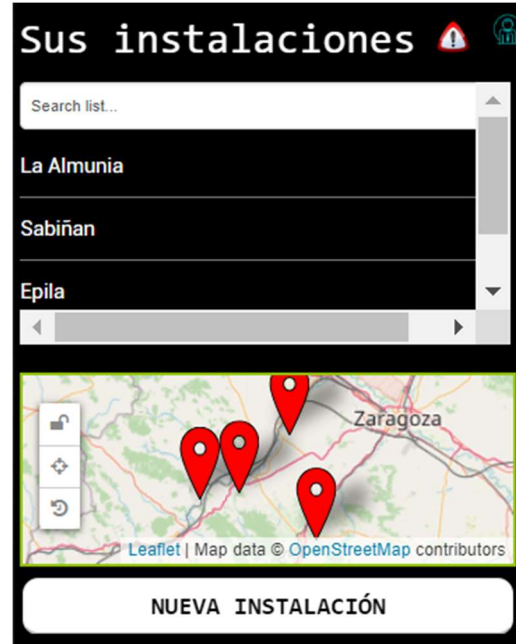 Sus instalaciones
Search list...
La Almunia
Sabiñan
Epila
Zaragoza
Leaflet | Map data © OpenStreetMap contributors
NUEVA INSTALACIÓN